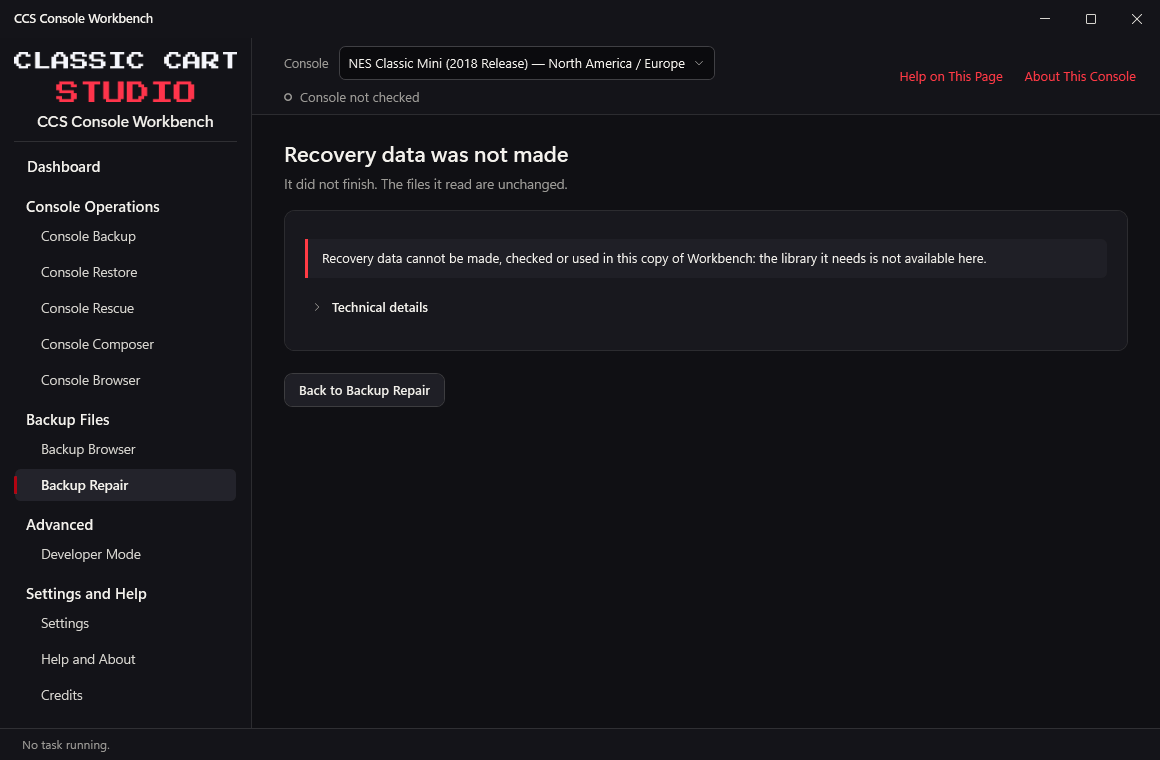 CCS Console Workbench
CLASSIC CART
STUDIO
CCS Console Workbench
Dashboard
Console Operations
Console Backup
Console Restore
Console Rescue
Console Composer
Console Browser
Backup Files
Backup Browser
Backup Repair
Advanced
Developer Mode
Settings and Help
Settings
Help and About
Credits
Console
NES Classic Mini (2018 Release) — North America / Europe
Console not checked
Help on This Page
About This Console
Recovery data was not made
It did not finish. The files it read are unchanged.
Recovery data cannot be made, checked or used in this copy of Workbench: the library it needs is not available here.
Technical details
Back to Backup Repair
No task running.